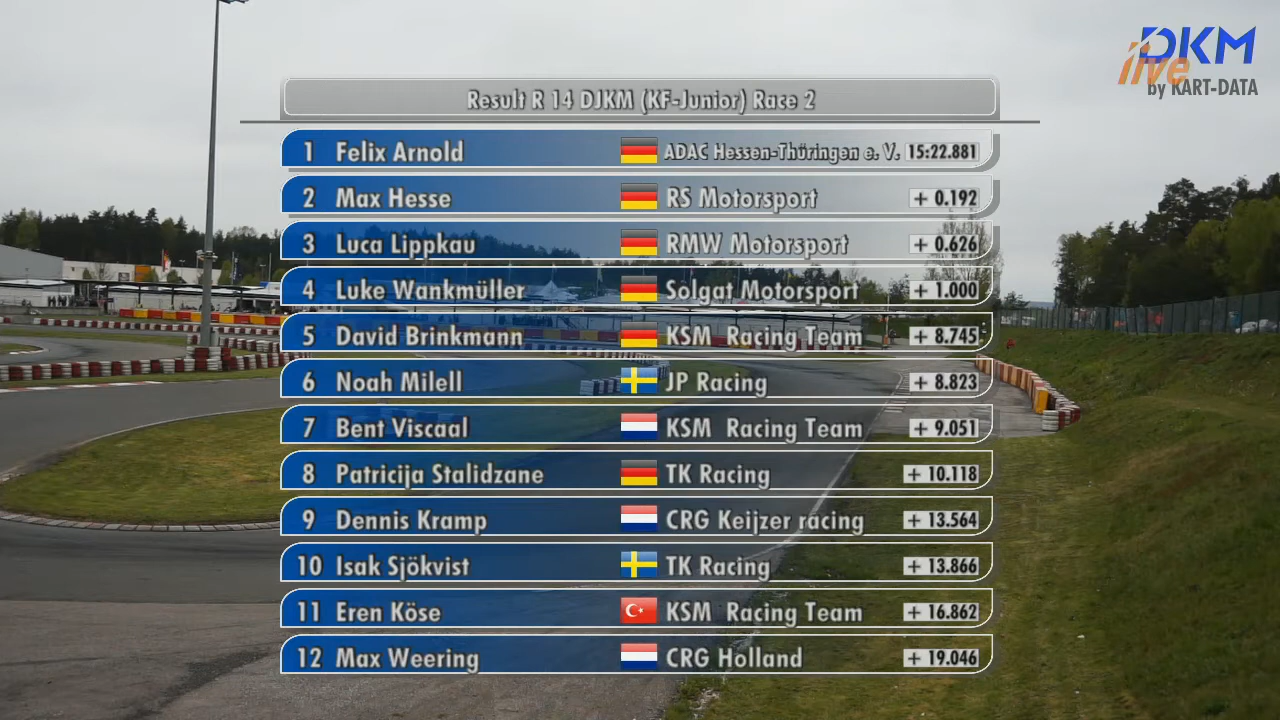 DKM
live
by KART-DATA
Result R 14 DJKM (KF-Junior) Race 2
1 Felix Arnold ADAC Hessen-Thüringen e. V. 15:22.881
2 Max Hesse RS Motorsport + 0.192
3 Luca Lippkau RMW Motorsport + 0.626
4 Luke Wankmüller Solgat Motorsport + 1.000
5 David Brinkmann KSM Racing Team + 8.745
6 Noah Milell JP Racing + 8.823
7 Bent Viscaal KSM Racing Team + 9.051
8 Patricija Stalidzane TK Racing + 10.118
9 Dennis Kramp CRG Keijzer racing + 13.564
10 Isak Sjökvist TK Racing + 13.866
11 Eren Köse KSM Racing Team + 16.862
12 Max Weering CRG Holland + 19.046